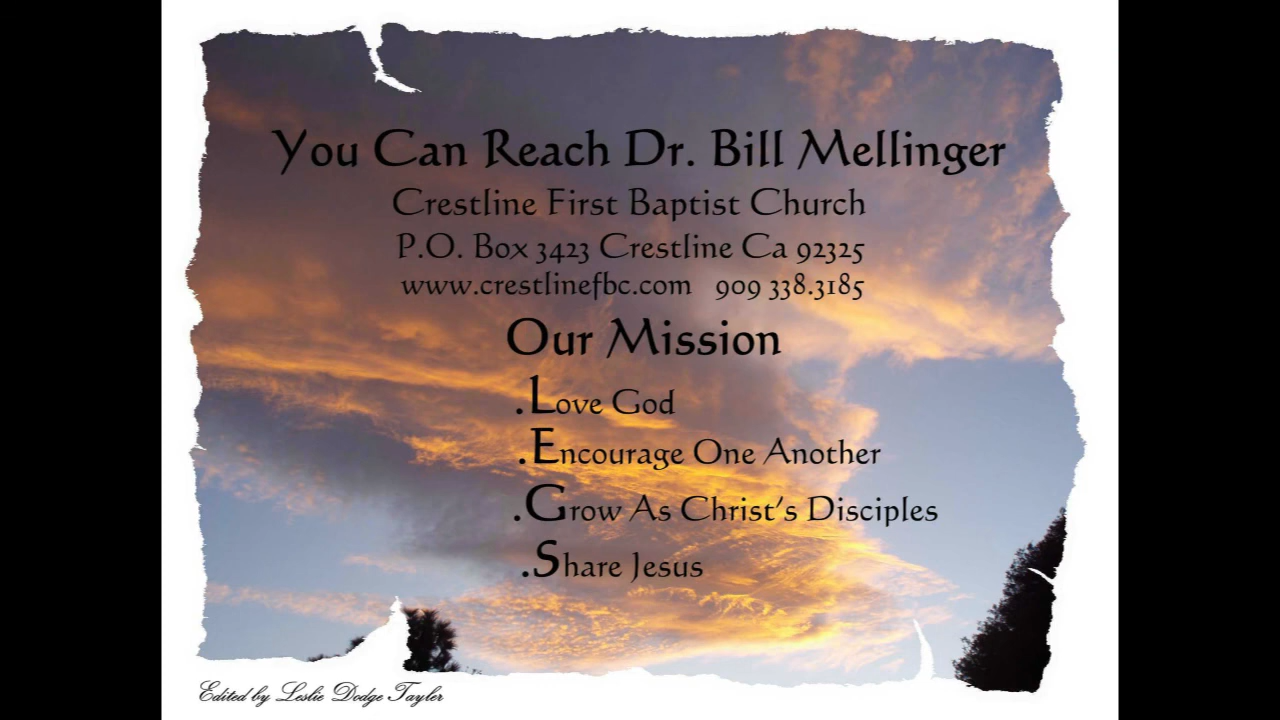 You Can Reach Dr. Bill Mellinger
Crestline First Baptist Church
P.O. Box 3423 Crestline Ca 92325
www.crestlinefbc.com 909 338.3185
Our Mission
.Love God
.Encourage One Another
.Grow As Christ's Disciples
.Share Jesus
Edited by Leslie Dodge Tayler